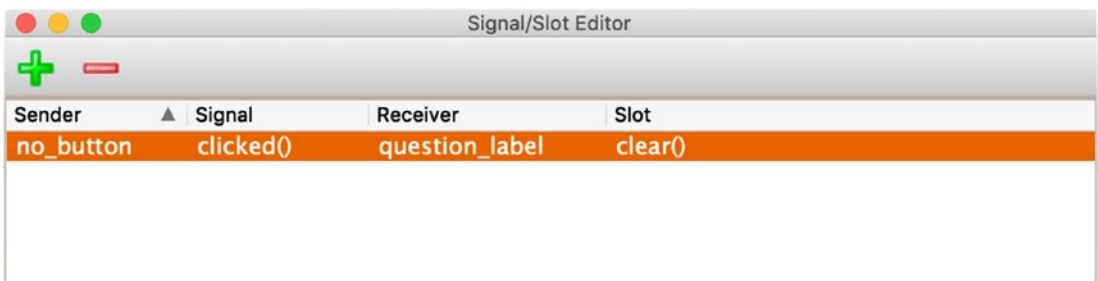 Signal/Slot Editor
Sender Signal Receiver Slot
no_button clicked() question_label clear()